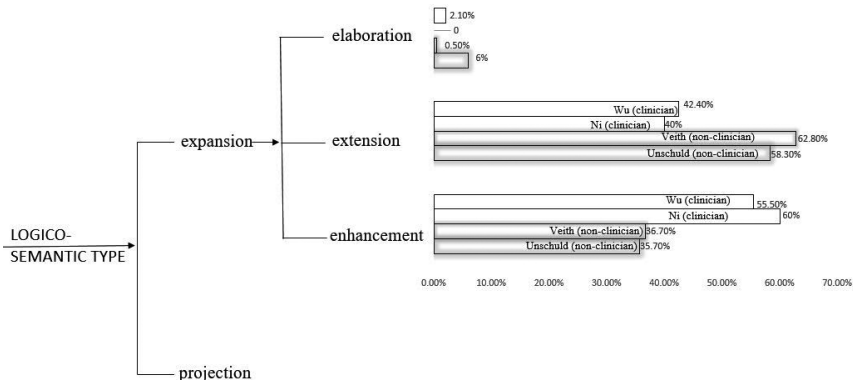 elaboration
2.10%
0
0.50%
6%
expansion
extension
Wu (clinician)
42.40%
Ni (clinician)
40%
Veith (non-clinician)
62.80%
Unschuld (non-clinician)
58.30%
enhancement
Wu (clinician)
55.50%
Ni (clinician)
60%
Veith (non-clinician)
36.70%
Unschuld (non-clinician)
35.70%
LOGICO-
SEMANTIC TYPE
0.00% 10.00% 20.00% 30.00% 40.00% 50.00% 60.00% 70.00%
projection